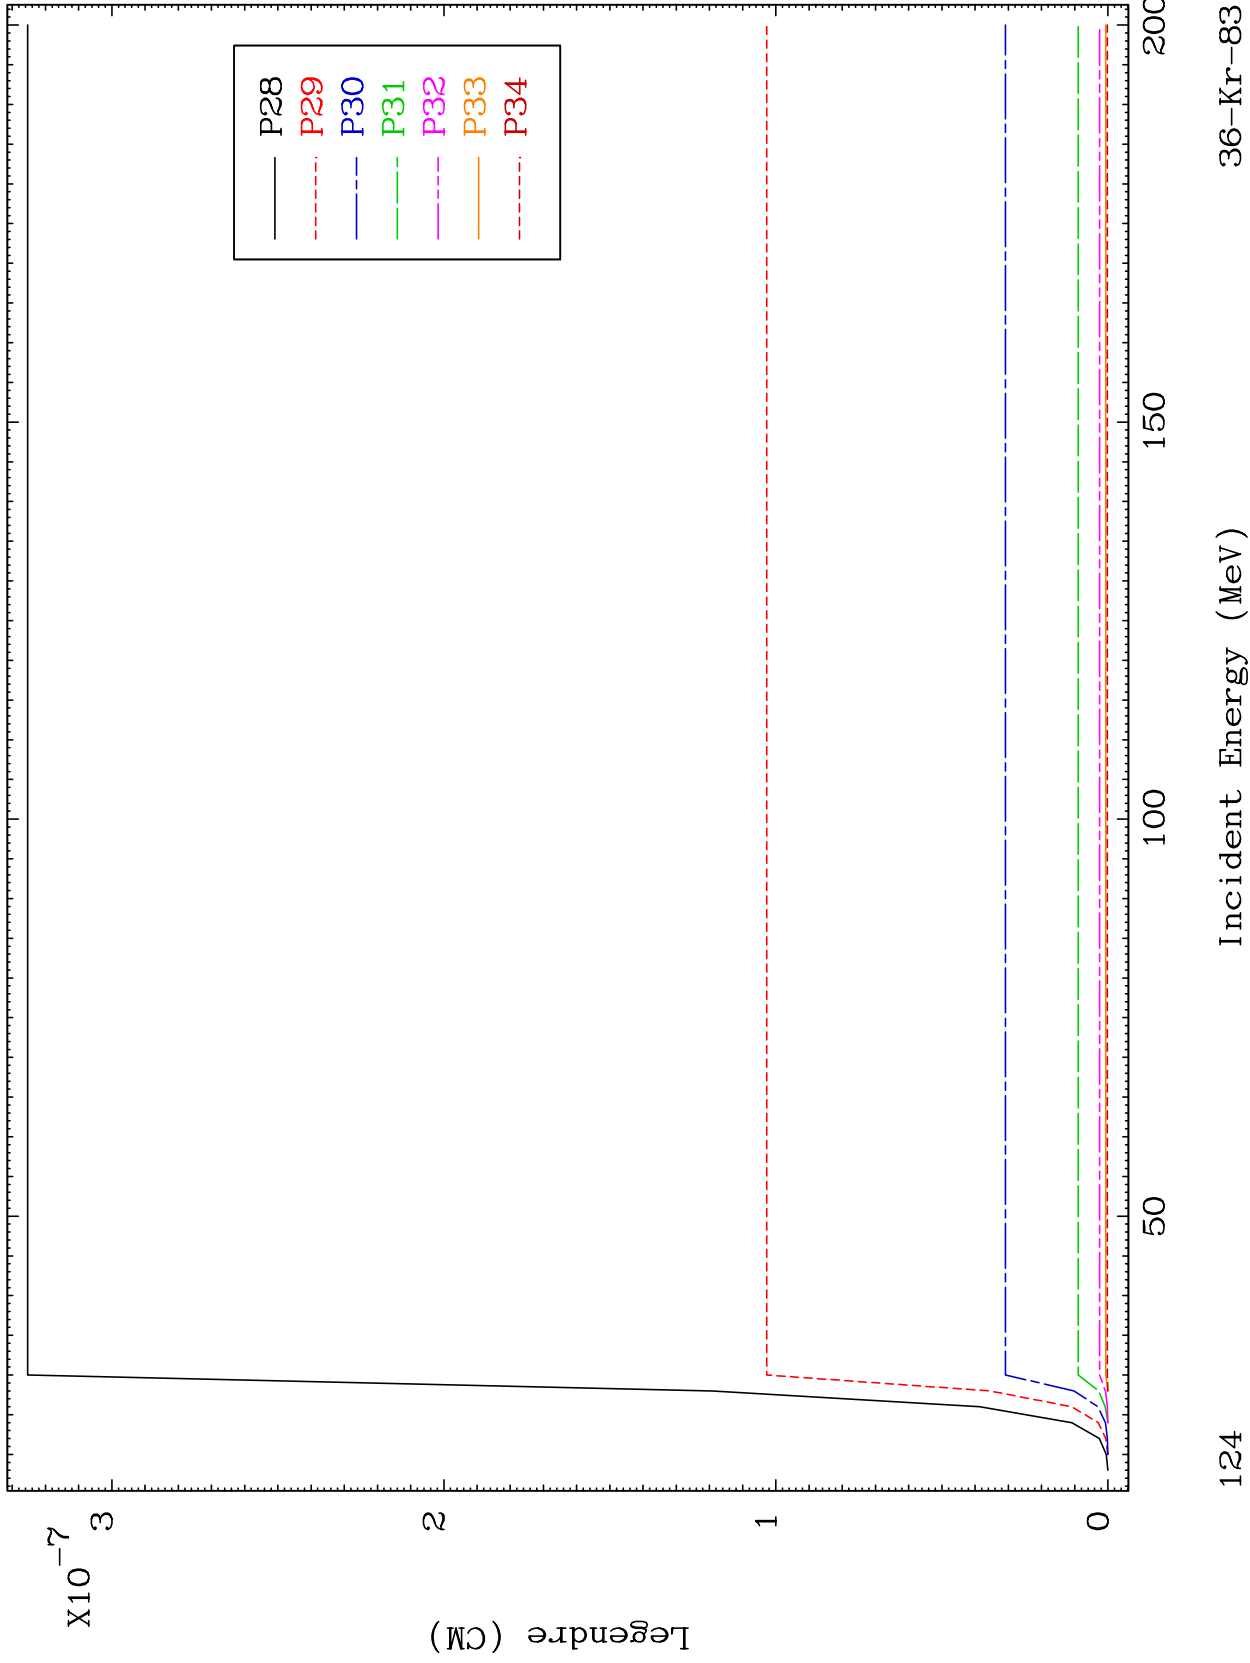 X10
-7
3
2
1
0
Legendre (CM)
P28
P29
P30
P31
P32
P33
P34
50
100
150
200
Incident Energy (MeV)
124
36-Kr-83